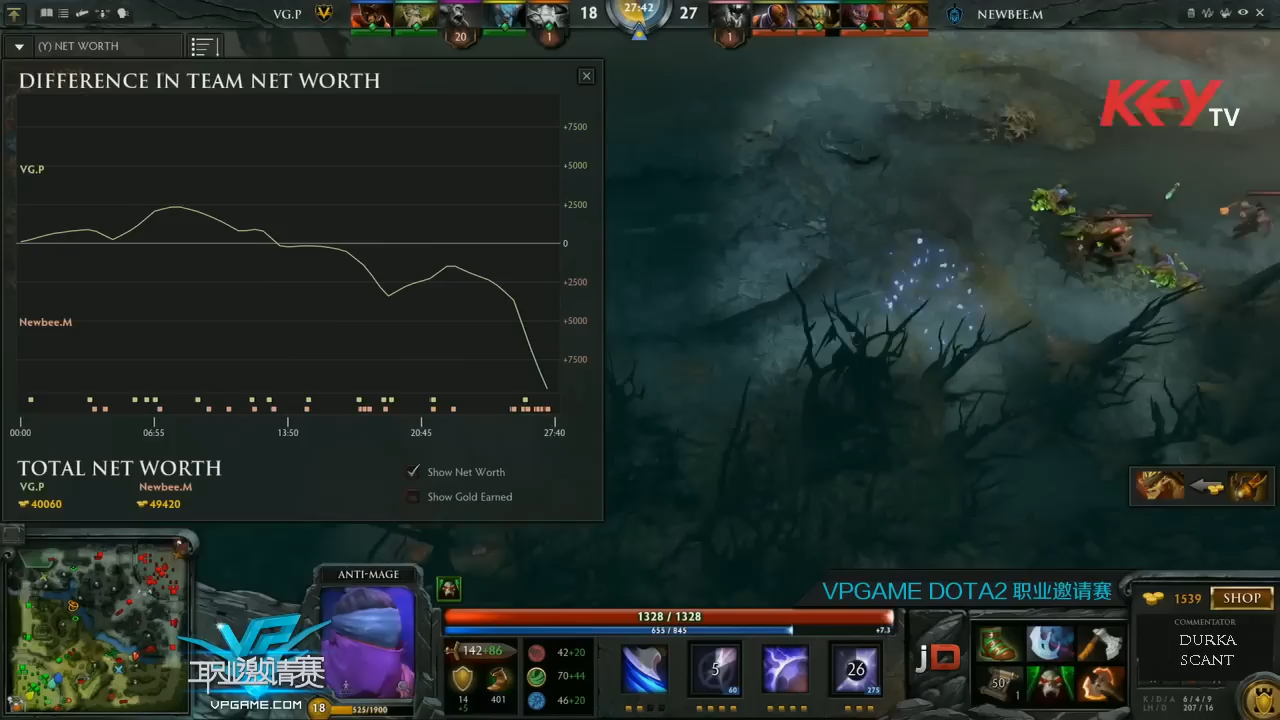 VG.P
18
27:42
27
NEWBEE.M
20
1
1
(Y) NET WORTH
DIFFERENCE IN TEAM NET WORTH
KEY TV
+7500
VG.P
+5000
+2500
0
+2500
Newbee.M
+5000
+7500
00:00
06:55
13:50
20:45
27:40
TOTAL NET WORTH
VG.P
Newbee.M
40060
49420
Show Net Worth
Show Gold Earned
ANTI-MAGE
VPGAME DOTA2 职业邀请赛
1539
SHOP
COMMENTATOR
DURKA
SCANT
1328 / 1328
655 / 845
+7.3
142+86
42+20
70+44
46+20
14
+5
401
5
60
26
275
JD
50
1
K/D/A 6/4/9
LH/D 207/16
VP
职业邀请赛
VPGAME.COM
18
525/1900